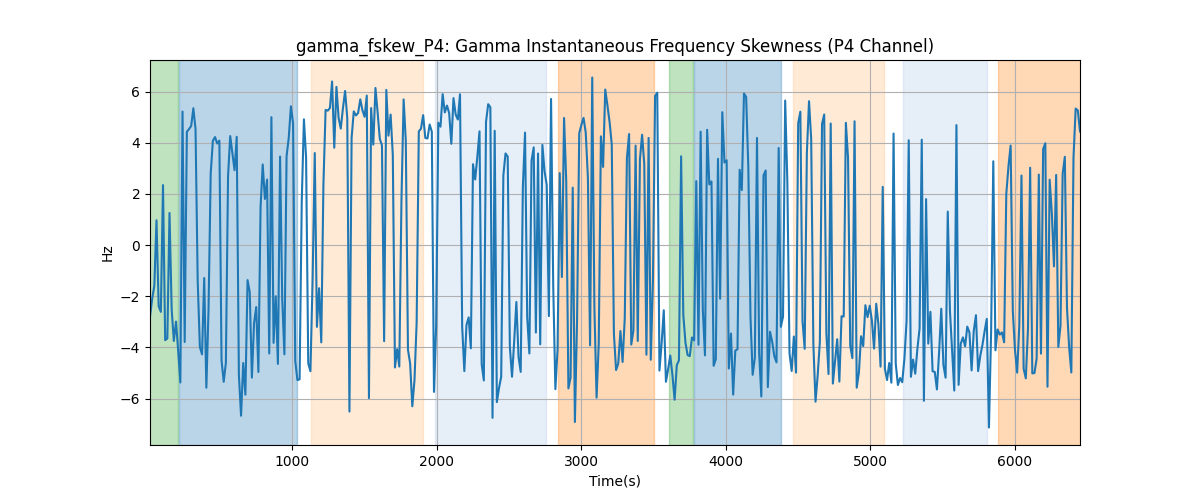 gamma_fskew_P4: Gamma Instantaneous Frequency Skewness (P4 Channel)
6
4
2
0
−2
−4
−6
Hz
1000 2000 3000 4000 5000 6000
Time(s)